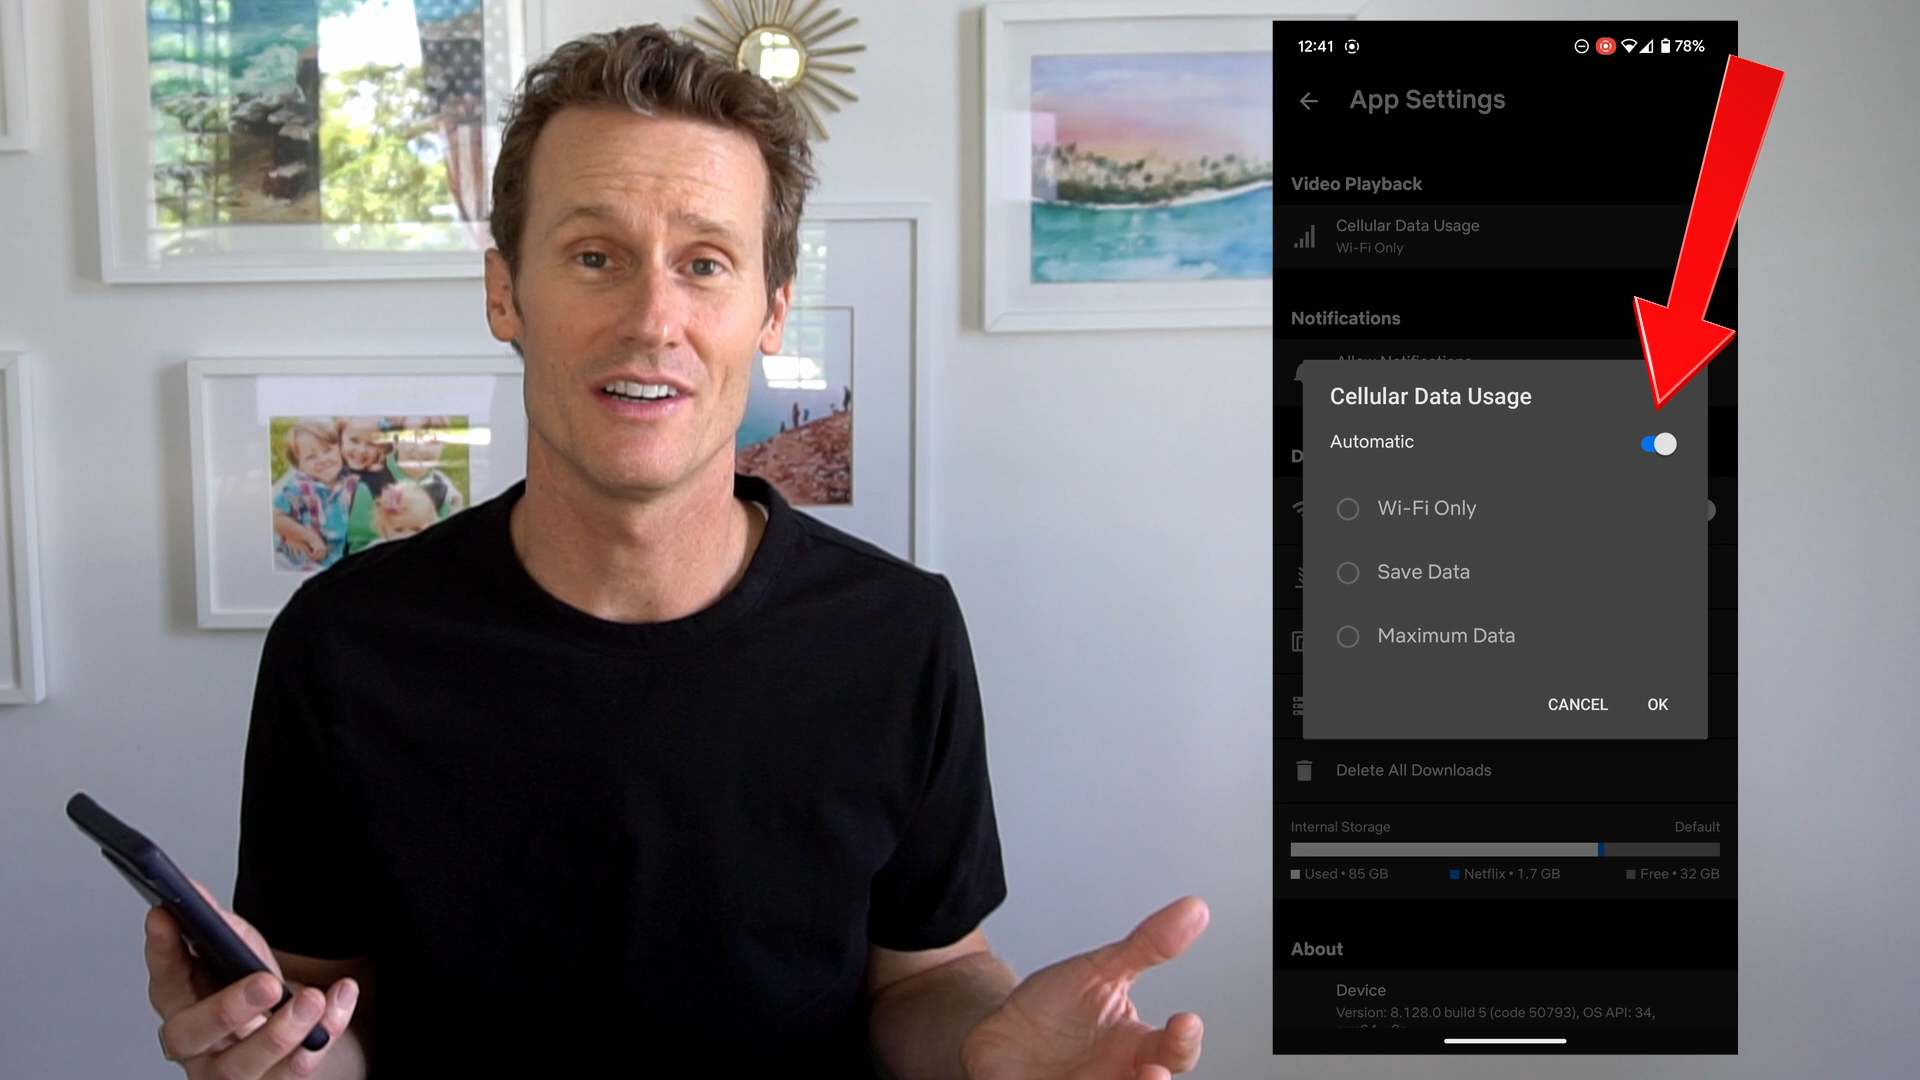 12:41
78%
App Settings
Video Playback
Cellular Data Usage
Wi-Fi Only
Notifications
Allow Notifications
Cellular Data Usage
Automatic
D
Wi-Fi Only
Save Data
Maximum Data
CANCEL OK
Delete All Downloads
Internal Storage Default
Used • 85 GB Netflix • 1.7 GB Free • 32 GB
About
Device
Version: 8.128.0 build 5 (code 50793), OS API: 34,